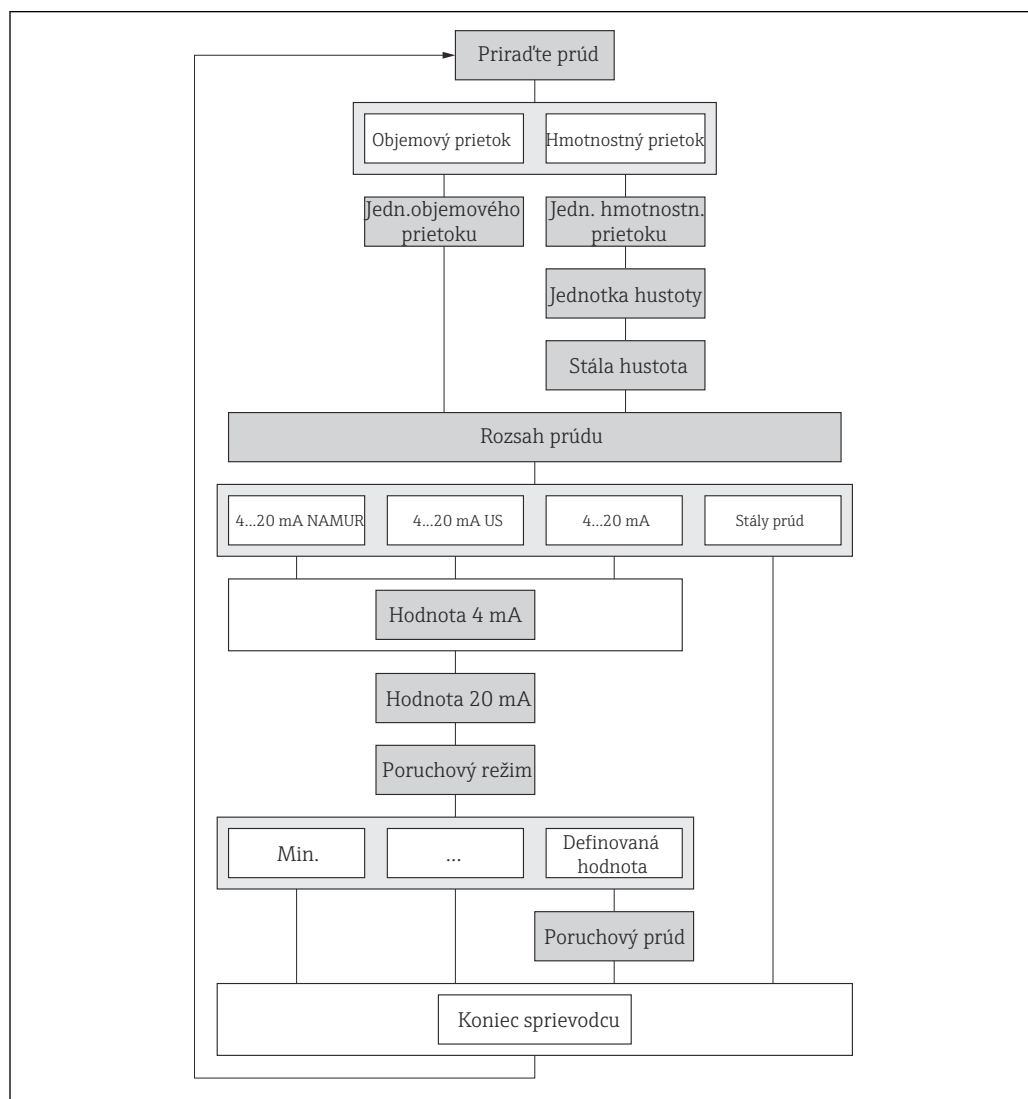 Priraďte prúd
Objemový prietok
Hmotnostný prietok
Jedn.objemového
prietoku
Jedn. hmotnostn.
prietoku
Jednotka hustoty
Stála hustota
Rozsah prúdu
4...20 mA NAMUR
4...20 mA US
4...20 mA
Stály prúd
Hodnota 4 mA
Hodnota 20 mA
Poruchový režim
Min.
...
Definovaná
hodnota
Poruchový prúd
Koniec sprievodcu